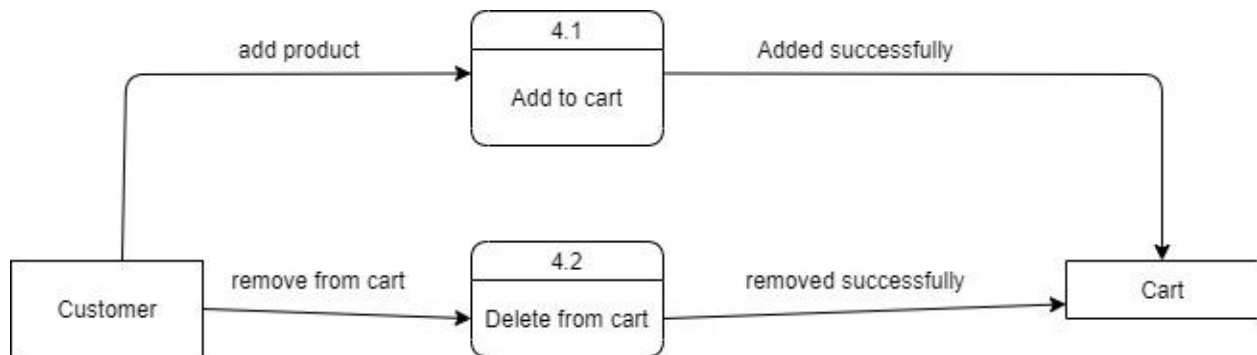 4.1
add product
Added successfully
Add to cart
4.2
remove from cart
removed successfully
Customer
Delete from cart
Cart